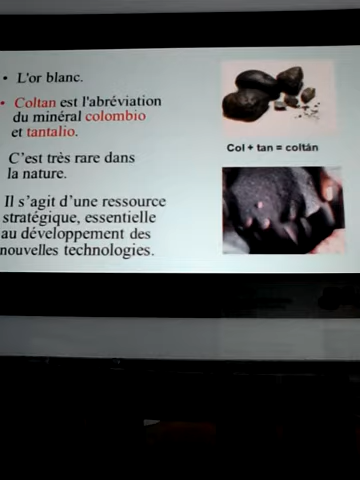 • L'or blanc.
• Coltan est l'abréviation
du minéral colombio
et tantalio.
C'est très rare dans
la nature.
Il s'agit d'une ressource
stratégique, essentielle
au développement des
nouvelles technologies.
Col + tan = coltán